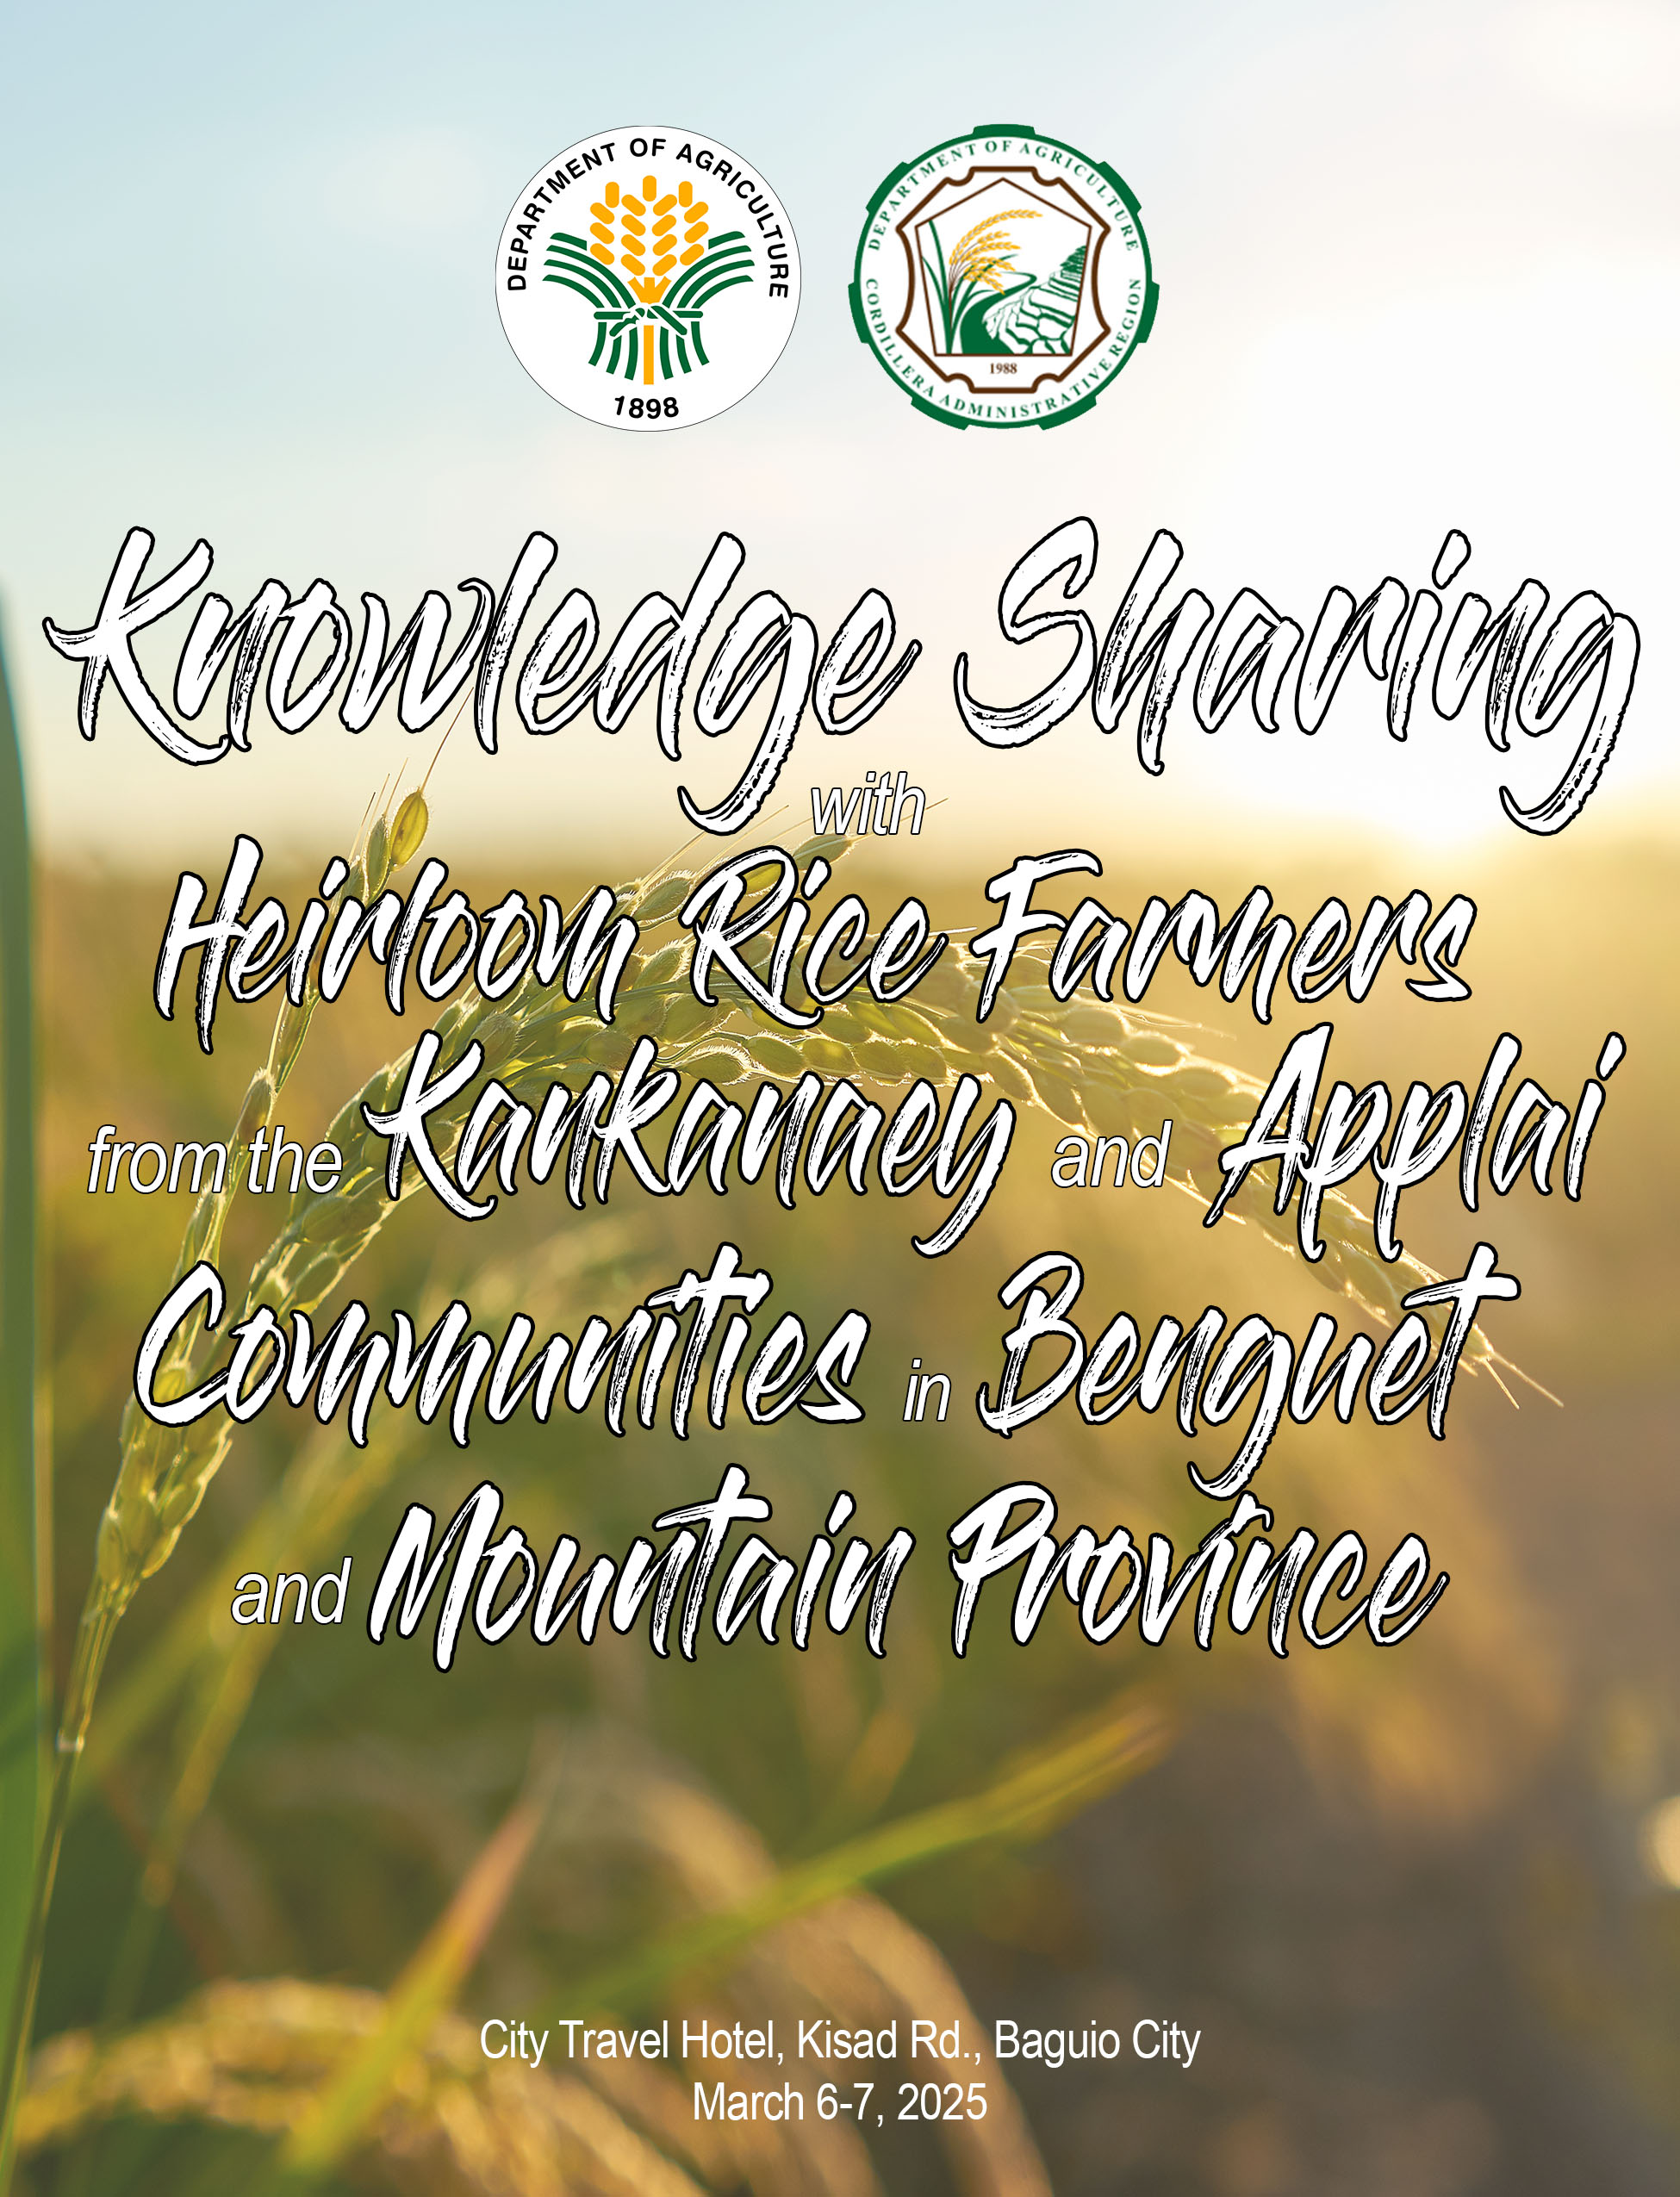 DEPARTMENT OF AGRICULTURE
1898
DEPARTMENT OF AGRICULTURE
CORDILLERA ADMINISTRATIVE REGION
1988
Knowledge Sharing
with
Heirloom Rice Farmers
from the Kankanaey and Applai
Communities in Benguet
and Mountain Province
City Travel Hotel, Kisad Rd., Baguio City
March 6-7, 2025